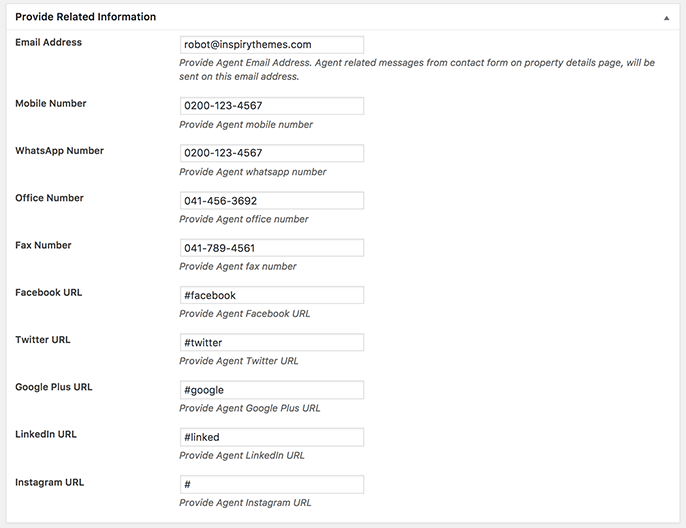 Provide Related Information
Email Address
robot@inspirythemes.com
Provide Agent Email Address. Agent related messages from contact form on property details page, will be
sent on this email address.
Mobile Number
0200-123-4567
Provide Agent mobile number
WhatsApp Number
0200-123-4567
Provide Agent whatsapp number
Office Number
041-456-3692
Provide Agent office number
Fax Number
041-789-4561
Provide Agent fax number
Facebook URL
#facebook
Provide Agent Facebook URL
Twitter URL
#twitter
Provide Agent Twitter URL
Google Plus URL
#google
Provide Agent Google Plus URL
LinkedIn URL
#linked
Provide Agent LinkedIn URL
Instagram URL
#
Provide Agent Instagram URL